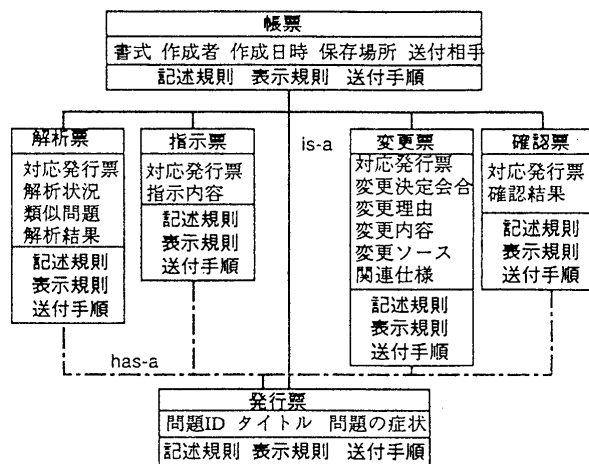 帳票
書式 作成者 作成日時 保存場所 送付相手
記述規則 表示規則 送付手順
is-a
解析票
対応発行票
解析状況
類似問題
解析結果
記述規則
表示規則
送付手順
指示票
対応発行票
指示内容
記述規則
表示規則
送付手順
変更票
対応発行票
変更決定会合
変更理由
変更内容
変更ソース
関連仕様
記述規則
表示規則
送付手順
確認票
対応発行票
確認結果
記述規則
表示規則
送付手順
has-a
発行票
問題ID タイトル 問題の症状
記述規則 表示規則 送付手順